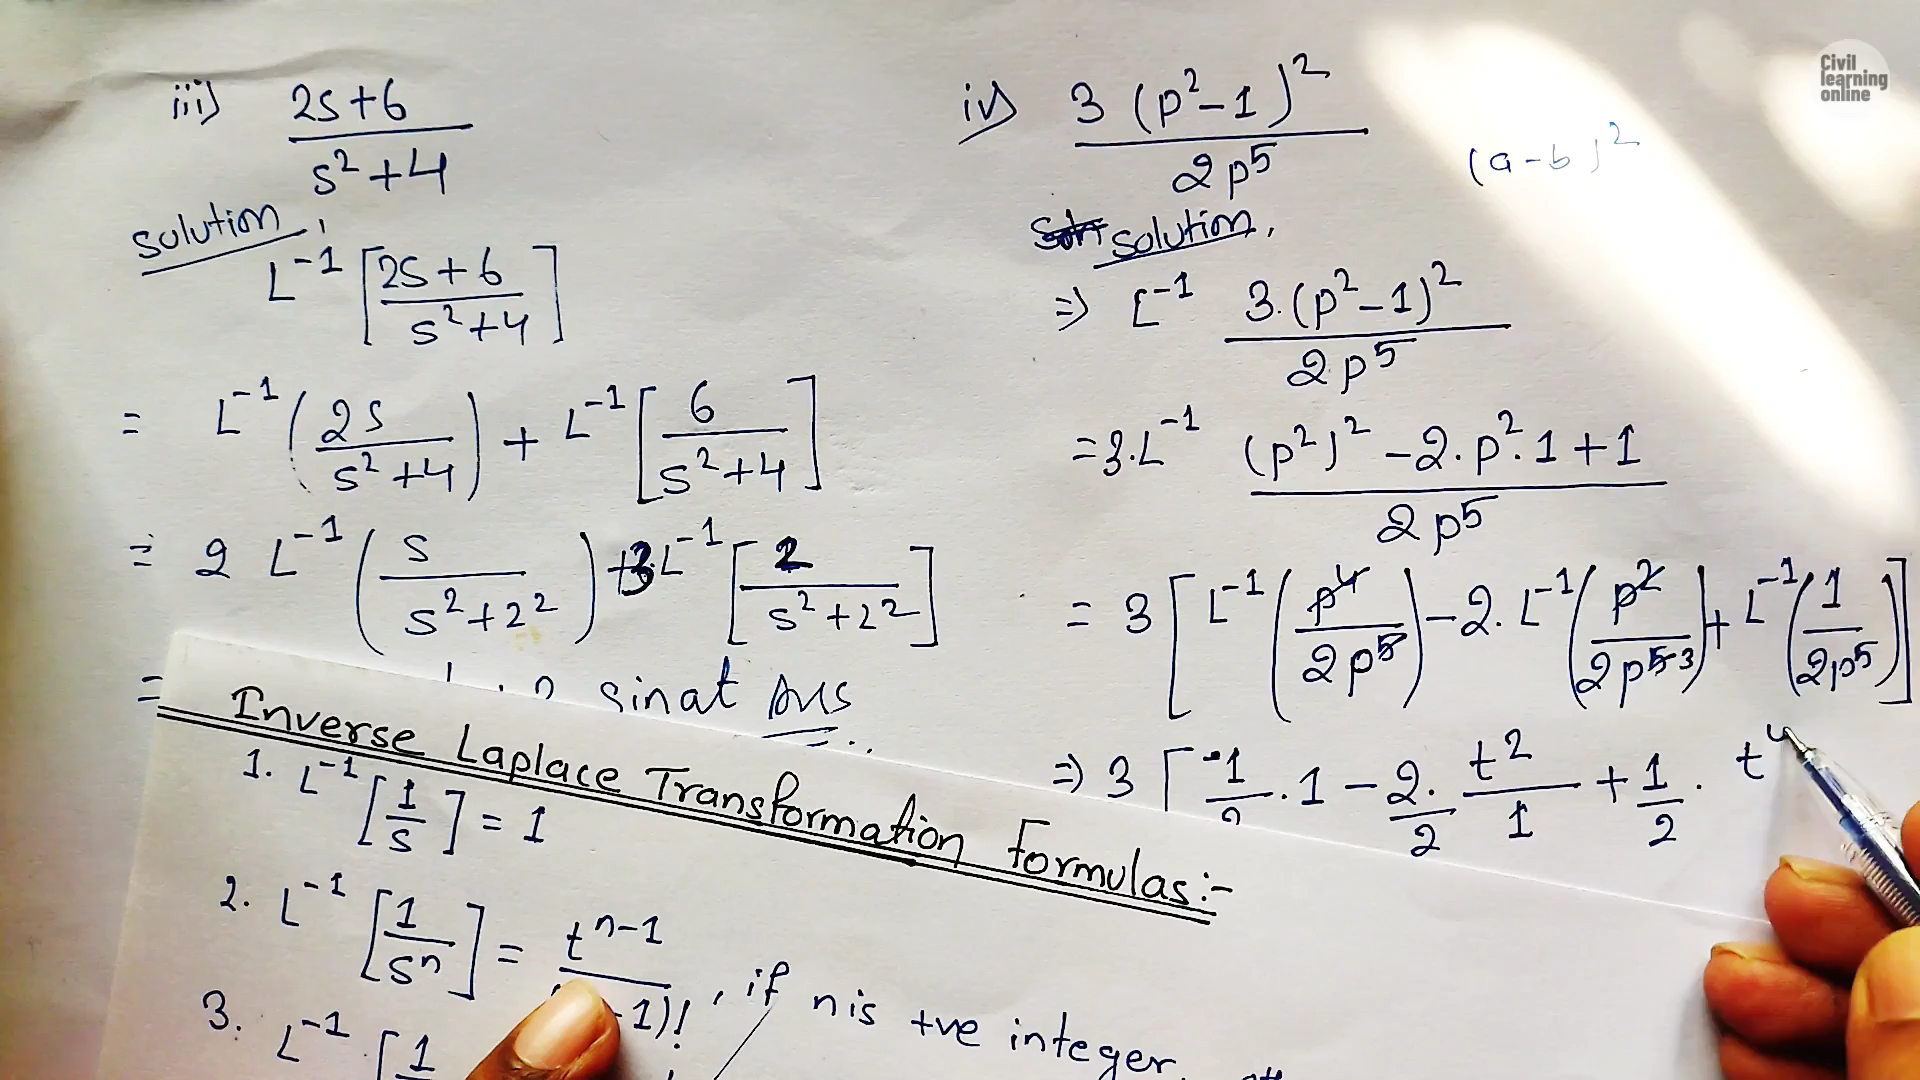 iii) (2s+6)/(s²+4)
solution,
L⁻¹ [(2s+6)/(s²+4)]
= L⁻¹ (2s/(s²+4)) + L⁻¹ [6/(s²+4)]
= 2 L⁻¹ (s/(s²+2²)) + 3L⁻¹ [2/(s²+2²)]
= sin2t Ans
iv) 3 (p²-1)²/2p⁵
(a-b)²
solution,
=> L⁻¹ 3.(p²-1)²/2p⁵
= 3.L⁻¹ ((p²)² - 2.p².1 + 1)/2p⁵
= 3 [L⁻¹ (p⁴/2p⁵) - 2. L⁻¹ (p²/2p⁵ ³) + L⁻¹ (1/2p⁵)]
=> 3 [1/2 . 1 - 2./2 t²/1 + 1/2 . t⁴
Inverse Laplace Transformation Formulas:-
1. L⁻¹ [1/s] = 1
2. L⁻¹ [1/sⁿ] = tⁿ⁻¹/ -1)! , if n is +ve integer.
3. L⁻¹ [1
Civil
learning
online